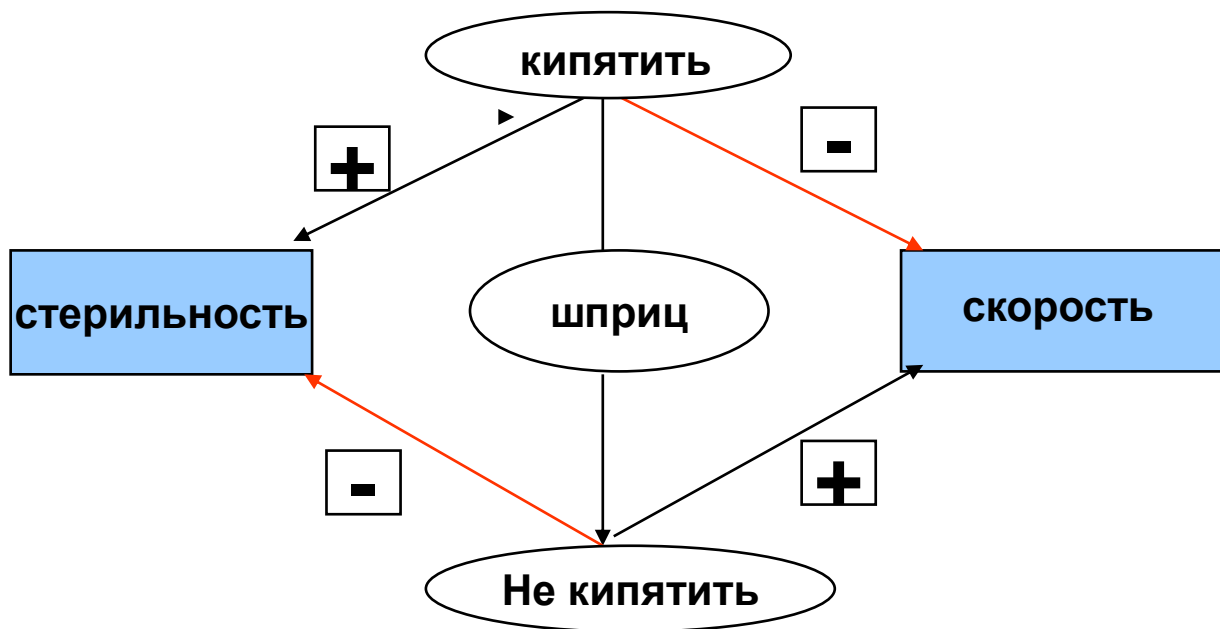 кипятить
+
-
стерильность
шприц
скорость
-
+
Не кипятить